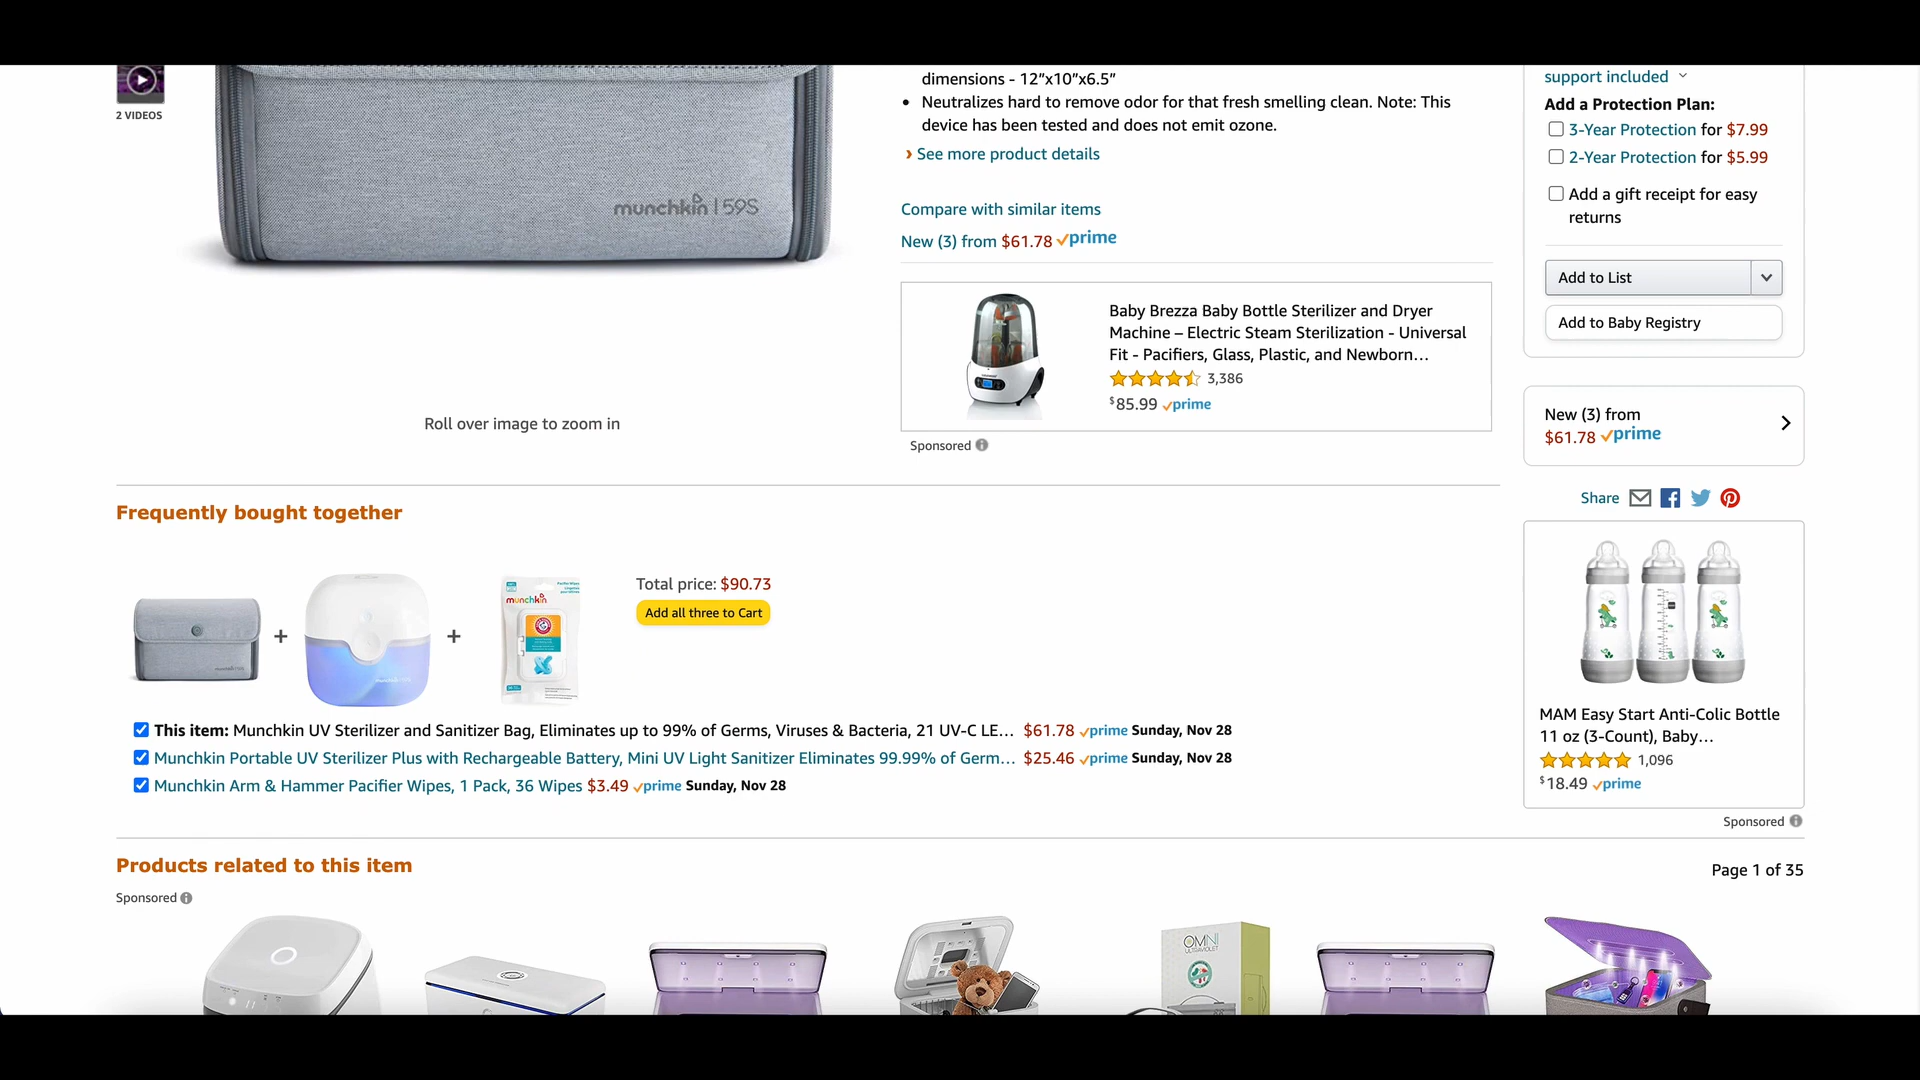 2 VIDEOS
munchkin | 59S
Roll over image to zoom in
dimensions - 12”x10”x6.5”
Neutralizes hard to remove odor for that fresh smelling clean. Note: This
device has been tested and does not emit ozone.
› See more product details
Compare with similar items
New (3) from $61.78 prime
Baby Brezza Baby Bottle Sterilizer and Dryer
Machine – Electric Steam Sterilization - Universal
Fit - Pacifiers, Glass, Plastic, and Newborn…
3,386
$85.99 prime
Sponsored
support included
Add a Protection Plan:
3-Year Protection for $7.99
2-Year Protection for $5.99
Add a gift receipt for easy
returns
Add to List
Add to Baby Registry
New (3) from
$61.78 prime
Share
MAM Easy Start Anti-Colic Bottle
11 oz (3-Count), Baby…
1,096
$18.49 prime
Sponsored
Frequently bought together
+
+
munchkin
Total price: $90.73
Add all three to Cart
This item: Munchkin UV Sterilizer and Sanitizer Bag, Eliminates up to 99% of Germs, Viruses & Bacteria, 21 UV-C LE… $61.78 prime Sunday, Nov 28
Munchkin Portable UV Sterilizer Plus with Rechargeable Battery, Mini UV Light Sanitizer Eliminates 99.99% of Germ… $25.46 prime Sunday, Nov 28
Munchkin Arm & Hammer Pacifier Wipes, 1 Pack, 36 Wipes $3.49 prime Sunday, Nov 28
Products related to this item
Page 1 of 35
Sponsored
OMNI
ULTRAVIOLET